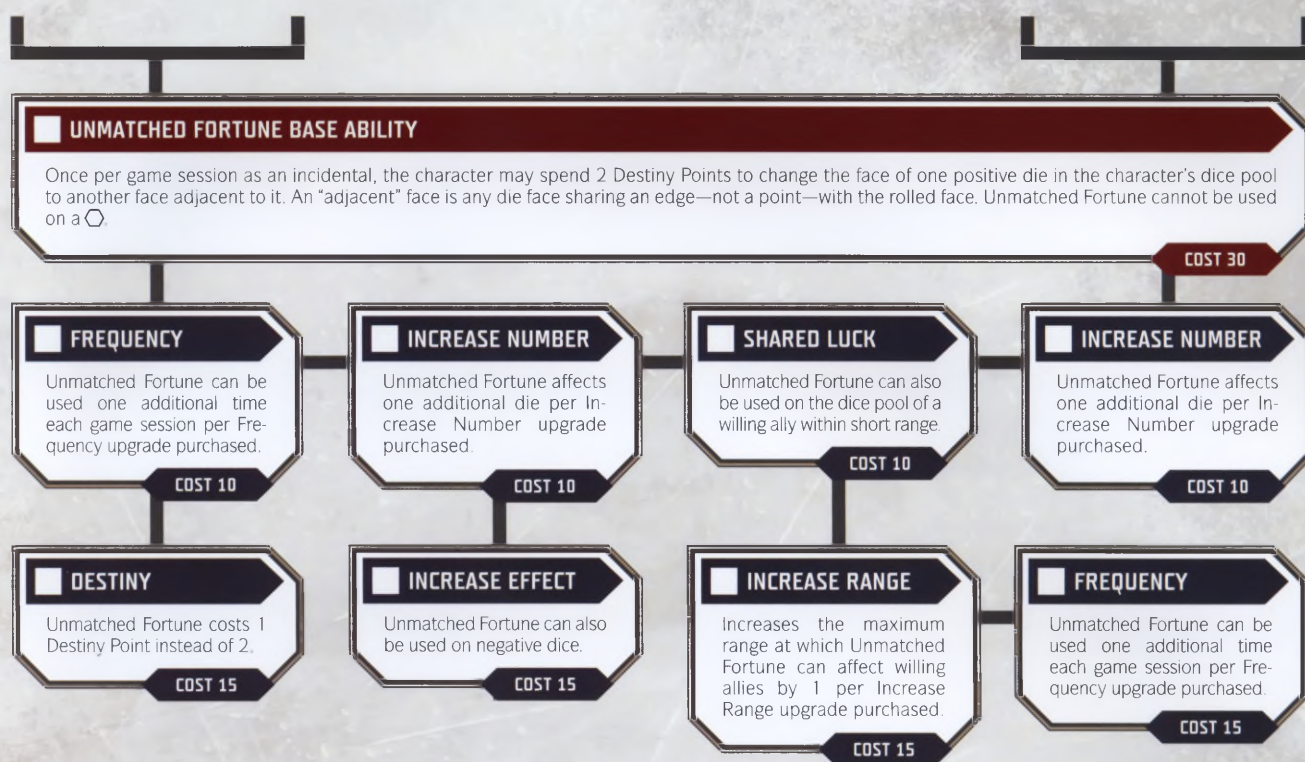 UNMATCHED FORTUNE BASE ABILITY
Once per game session as an incidental, the character may spend 2 Destiny Points to change the face of one positive die in the character's dice pool
to another face adjacent to it. An "adjacent" face is any die face sharing an edge—not a point—with the rolled face. Unmatched Fortune cannot be used
on a ⬡.
COST 30
FREQUENCY
Unmatched Fortune can be
used one additional time
each game session per Fre-
quency upgrade purchased.
COST 10
INCREASE NUMBER
Unmatched Fortune affects
one additional die per In-
crease Number upgrade
purchased.
COST 10
SHARED LUCK
Unmatched Fortune can also
be used on the dice pool of a
willing ally within short range.
COST 10
INCREASE NUMBER
Unmatched Fortune affects
one additional die per In-
crease Number upgrade
purchased.
COST 10
DESTINY
Unmatched Fortune costs 1
Destiny Point instead of 2.
COST 15
INCREASE EFFECT
Unmatched Fortune can also
be used on negative dice.
COST 15
INCREASE RANGE
Increases the maximum
range at which Unmatched
Fortune can affect willing
allies by 1 per Increase
Range upgrade purchased.
COST 15
FREQUENCY
Unmatched Fortune can be
used one additional time
each game session per Fre-
quency upgrade purchased.
COST 15